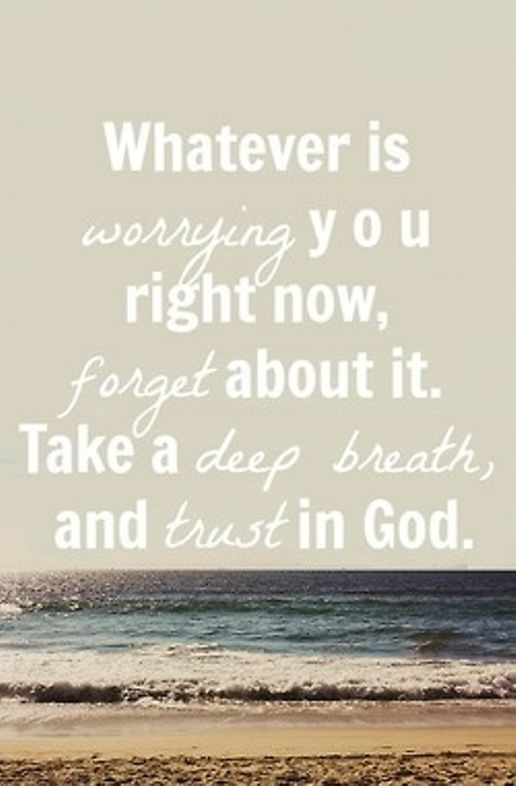 Whatever is
worrying you
right now,
forget about it.
Take a deep breath,
and trust in God.